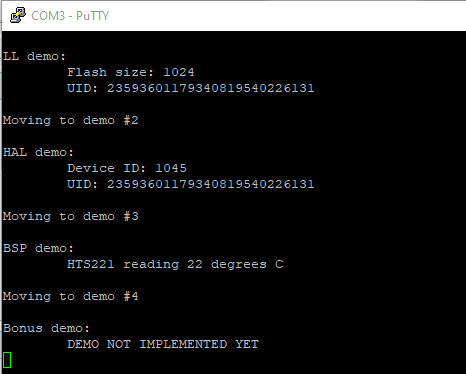 COM3 - PuTTY
LL demo:
Flash size: 1024
UID: 23593601179340819540226131
Moving to demo #2
HAL demo:
Device ID: 1045
UID: 23593601179340819540226131
Moving to demo #3
BSP demo:
HTS221 reading 22 degrees C
Moving to demo #4
Bonus demo:
DEMO NOT IMPLEMENTED YET